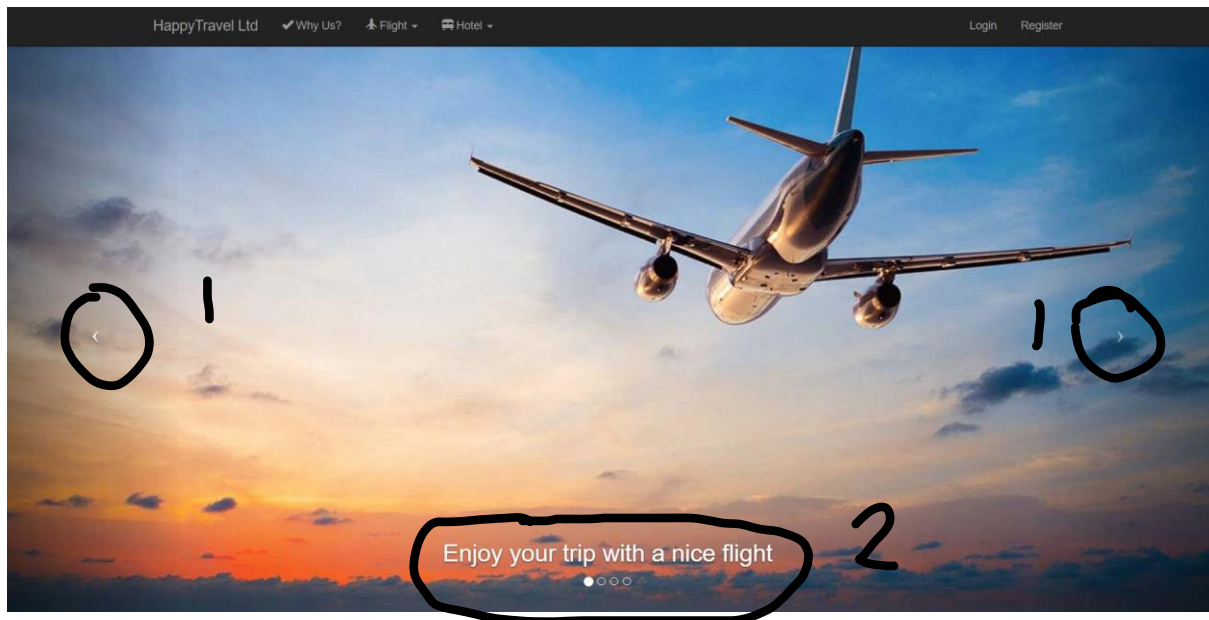 HappyTravel Ltd Why Us? Flight Hotel Login Register
1
1
2
Enjoy your trip with a nice flight